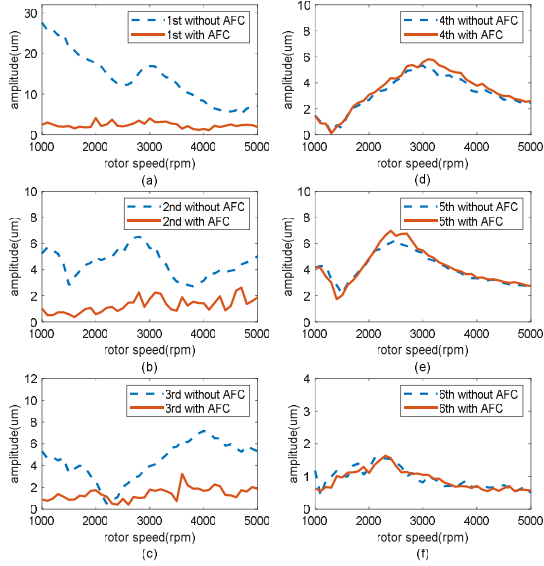 30
20
10
0
amplitude(um)
1st without AFC
1st with AFC
1000 2000 3000 4000 5000
rotor speed(rpm)
(a)
10
8
6
4
2
0
amplitude(um)
4th without AFC
4th with AFC
1000 2000 3000 4000 5000
rotor speed(rpm)
(d)
10
8
6
4
2
0
amplitude(um)
2nd without AFC
2nd with AFC
1000 2000 3000 4000 5000
rotor speed(rpm)
(b)
10
8
6
4
2
0
amplitude(um)
5th without AFC
5th with AFC
1000 2000 3000 4000 5000
rotor speed(rpm)
(e)
12
10
8
6
4
2
0
amplitude(um)
3rd without AFC
3rd with AFC
1000 2000 3000 4000 5000
rotor speed(rpm)
(c)
4
3
2
1
0
amplitude(um)
6th without AFC
6th with AFC
1000 2000 3000 4000 5000
rotor speed(rpm)
(f)